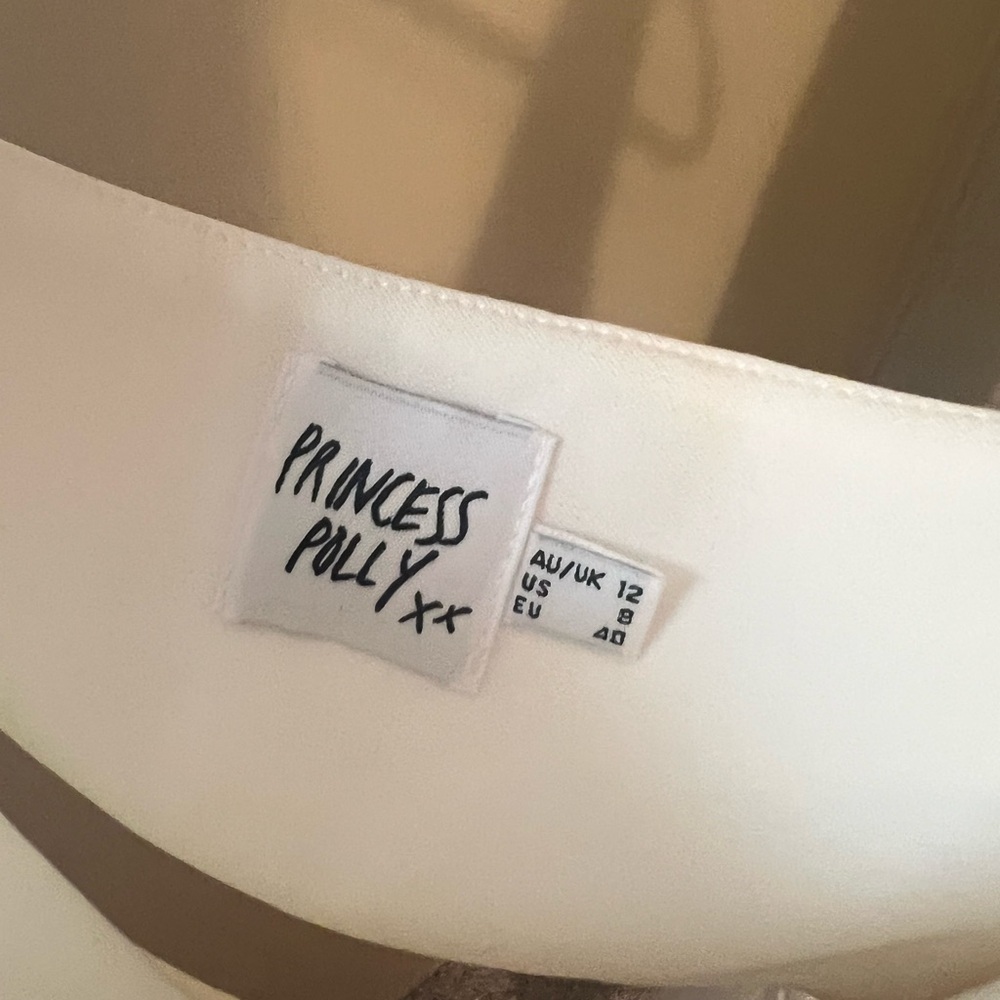 PRINCESS
POLLY
xx
AU/UK 12
US 8
EU 40